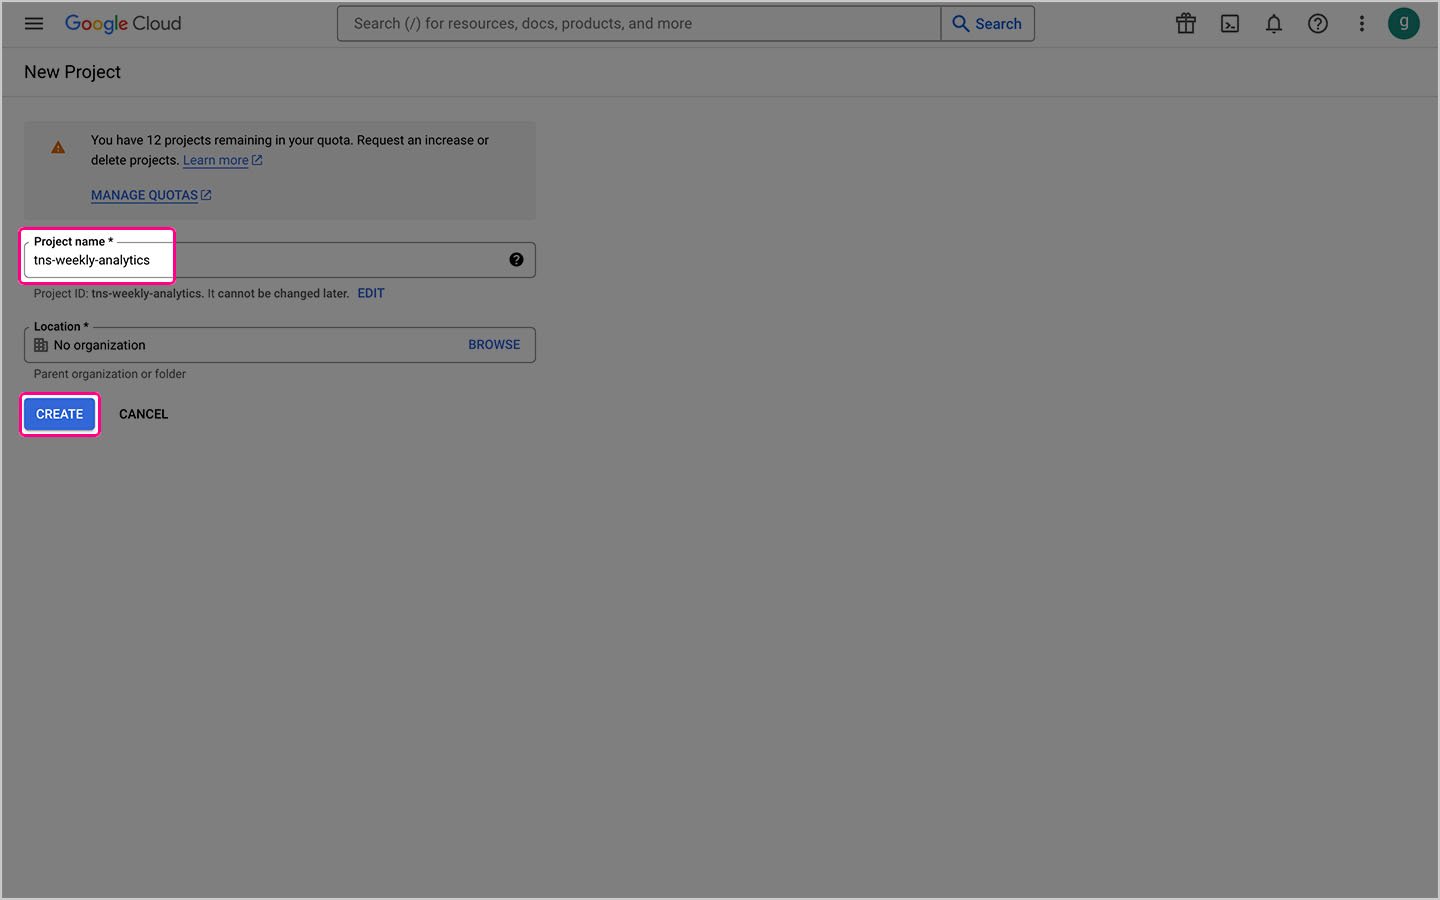 Google Cloud
Search (/) for resources, docs, products, and more
Search
g
New Project
You have 12 projects remaining in your quota. Request an increase or
delete projects. Learn more
MANAGE QUOTAS
Project name *
tns-weekly-analytics
Project ID: tns-weekly-analytics. It cannot be changed later. EDIT
Location *
No organization
BROWSE
Parent organization or folder
CREATE
CANCEL